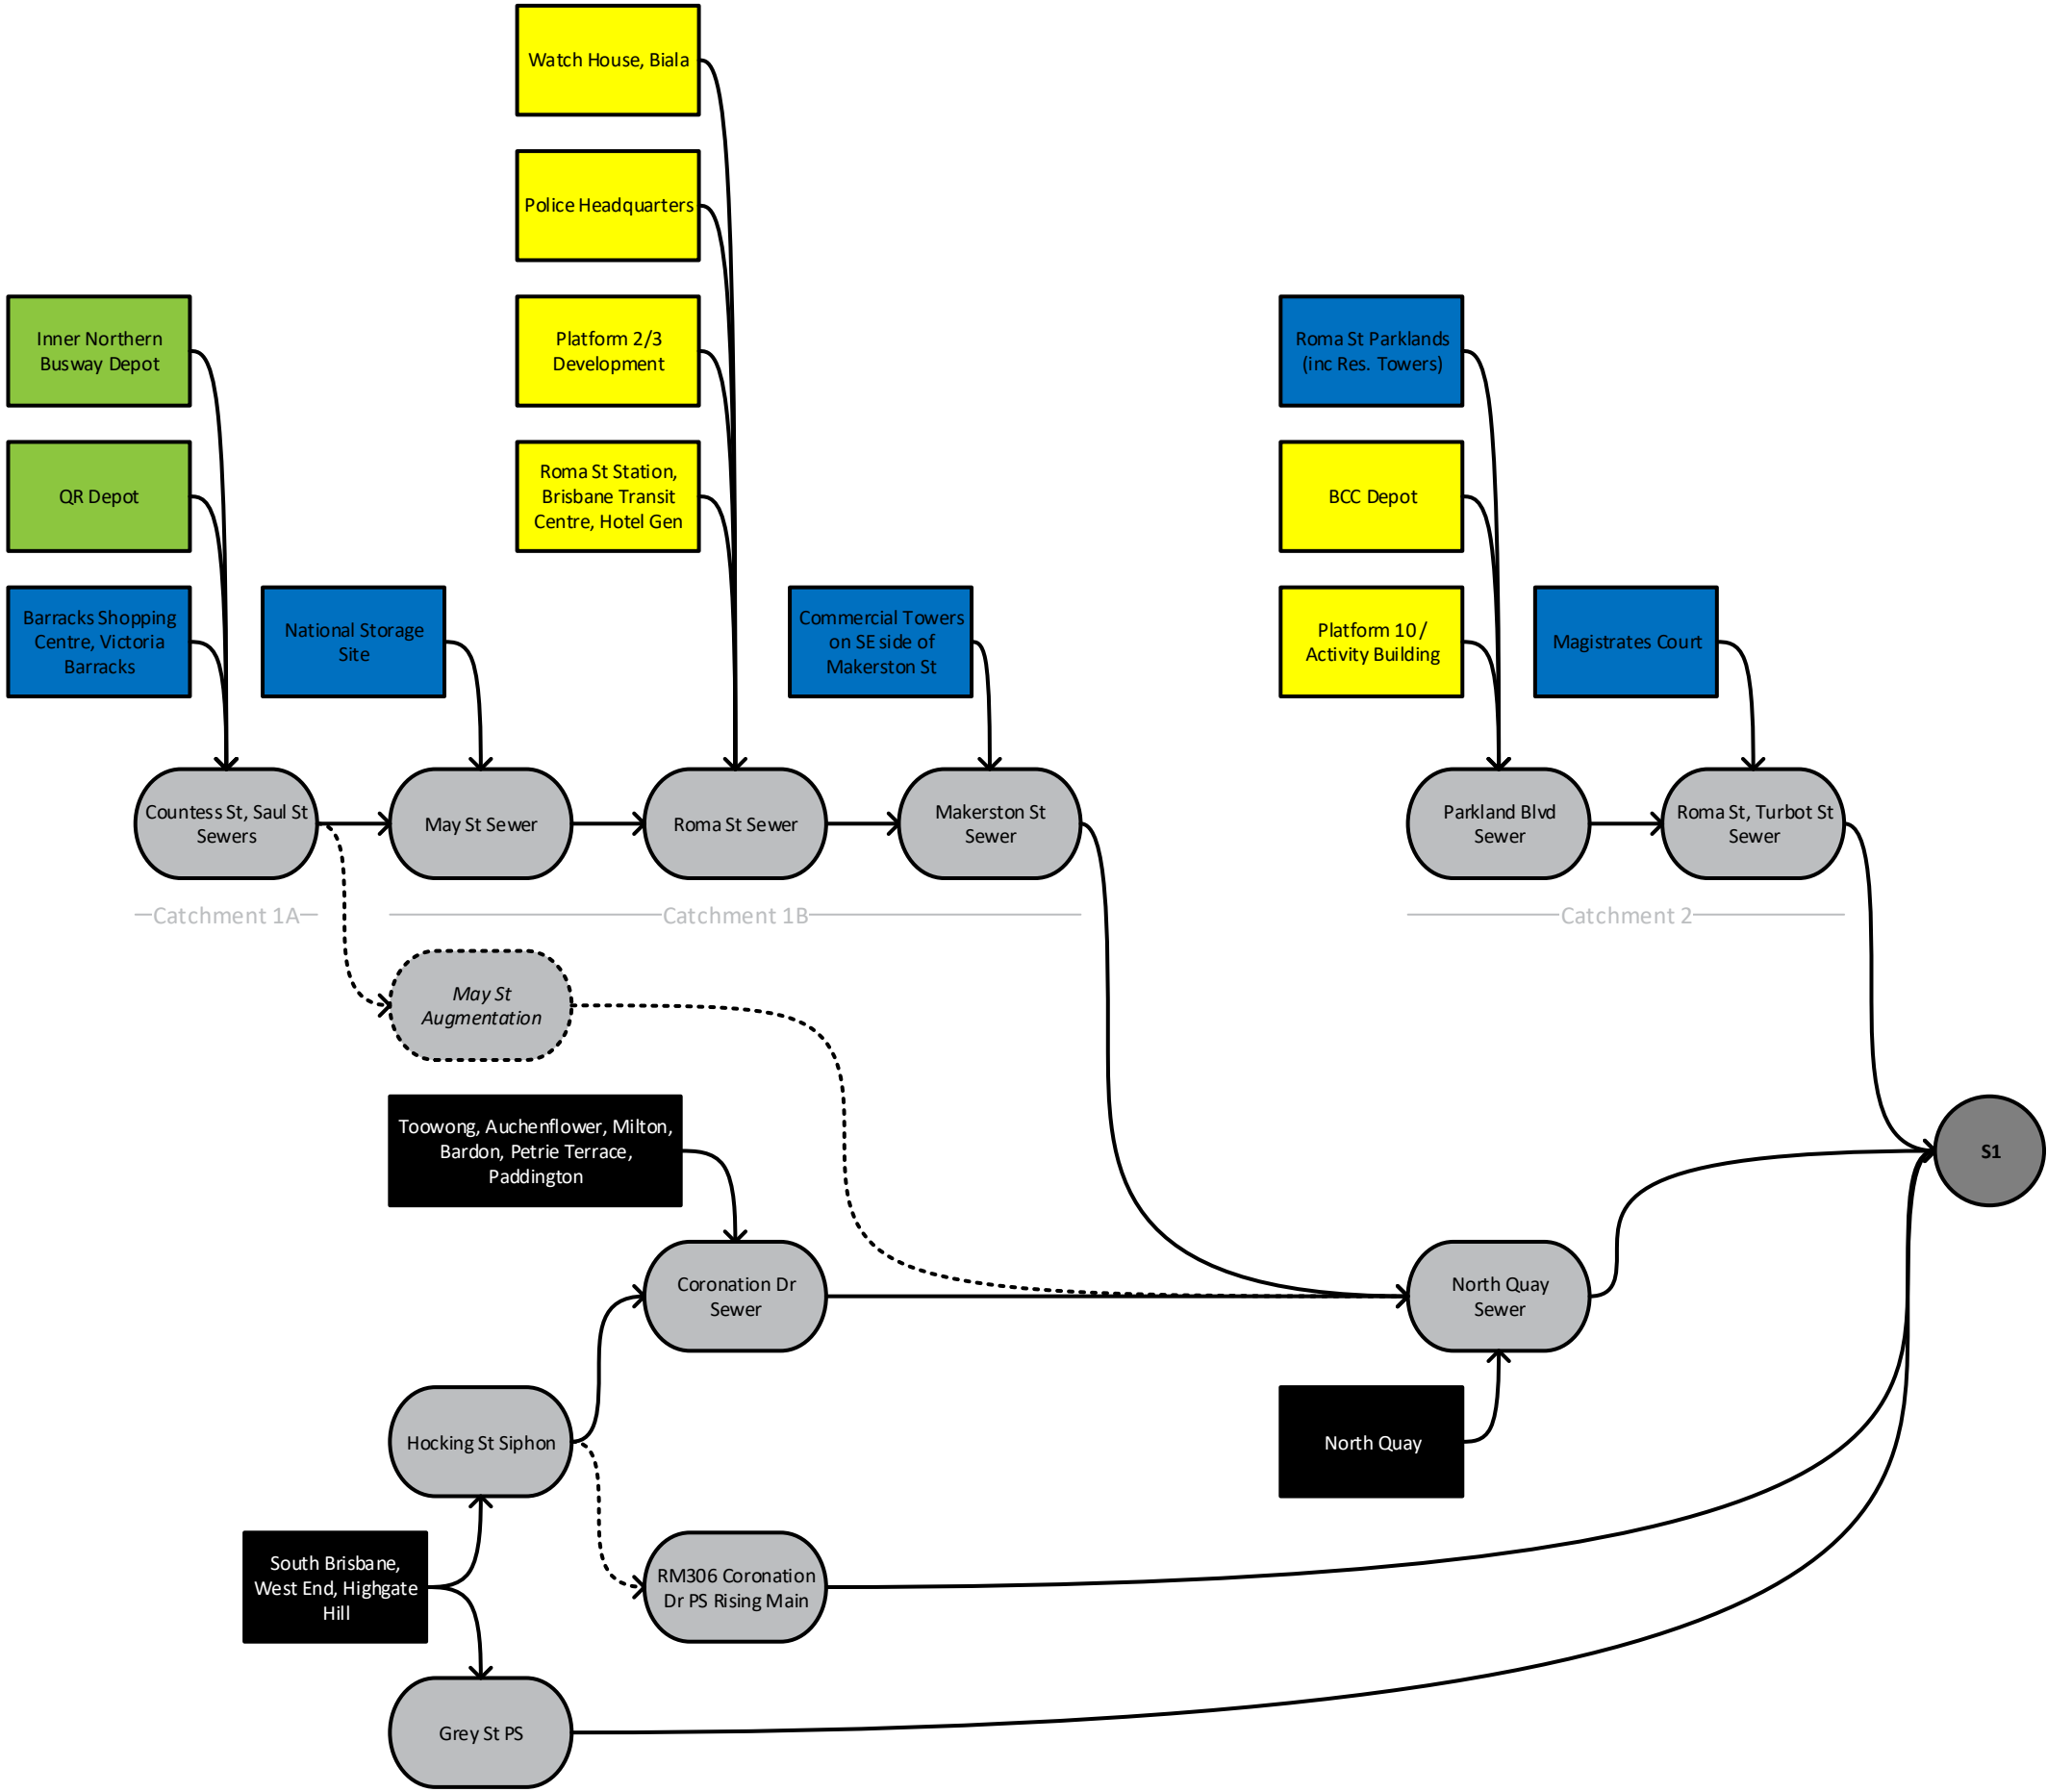 Watch House, Biala
Police Headquarters
Inner Northern
Busway Depot
Platform 2/3
Development
Roma St Parklands
(inc Res. Towers)
QR Depot
Roma St Station,
Brisbane Transit
Centre, Hotel Gen
BCC Depot
Barracks Shopping
Centre, Victoria
Barracks
National Storage
Site
Commercial Towers
on SE side of
Makerston St
Platform 10/
Activity Building
Magistrates Court
Countess St, Saul St
Sewers
May St Sewer
Roma St Sewer
Makerston St
Sewer
Parkland Blvd
Sewer
Roma St, Turbot St
Sewer
Catchment 1A
Catchment 1B
Catchment 2
May St
Augmentation
Toowong, Auchenflower, Milton,
Bardon, Petrie Terrace,
Paddington
S1
Coronation Dr
Sewer
North Quay
Sewer
Hocking St Siphon
North Quay
South Brisbane,
West End, Highgate
Hill
RM306 Coronation
Dr PS Rising Main
Grey St PS